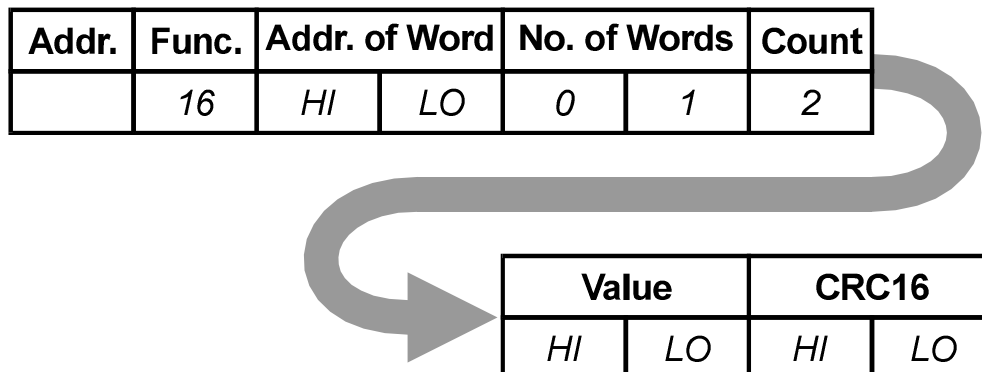 Addr. Func. Addr. of Word No. of Words Count
16 HI LO 0 1 2
Value CRC16
HI LO HI LO